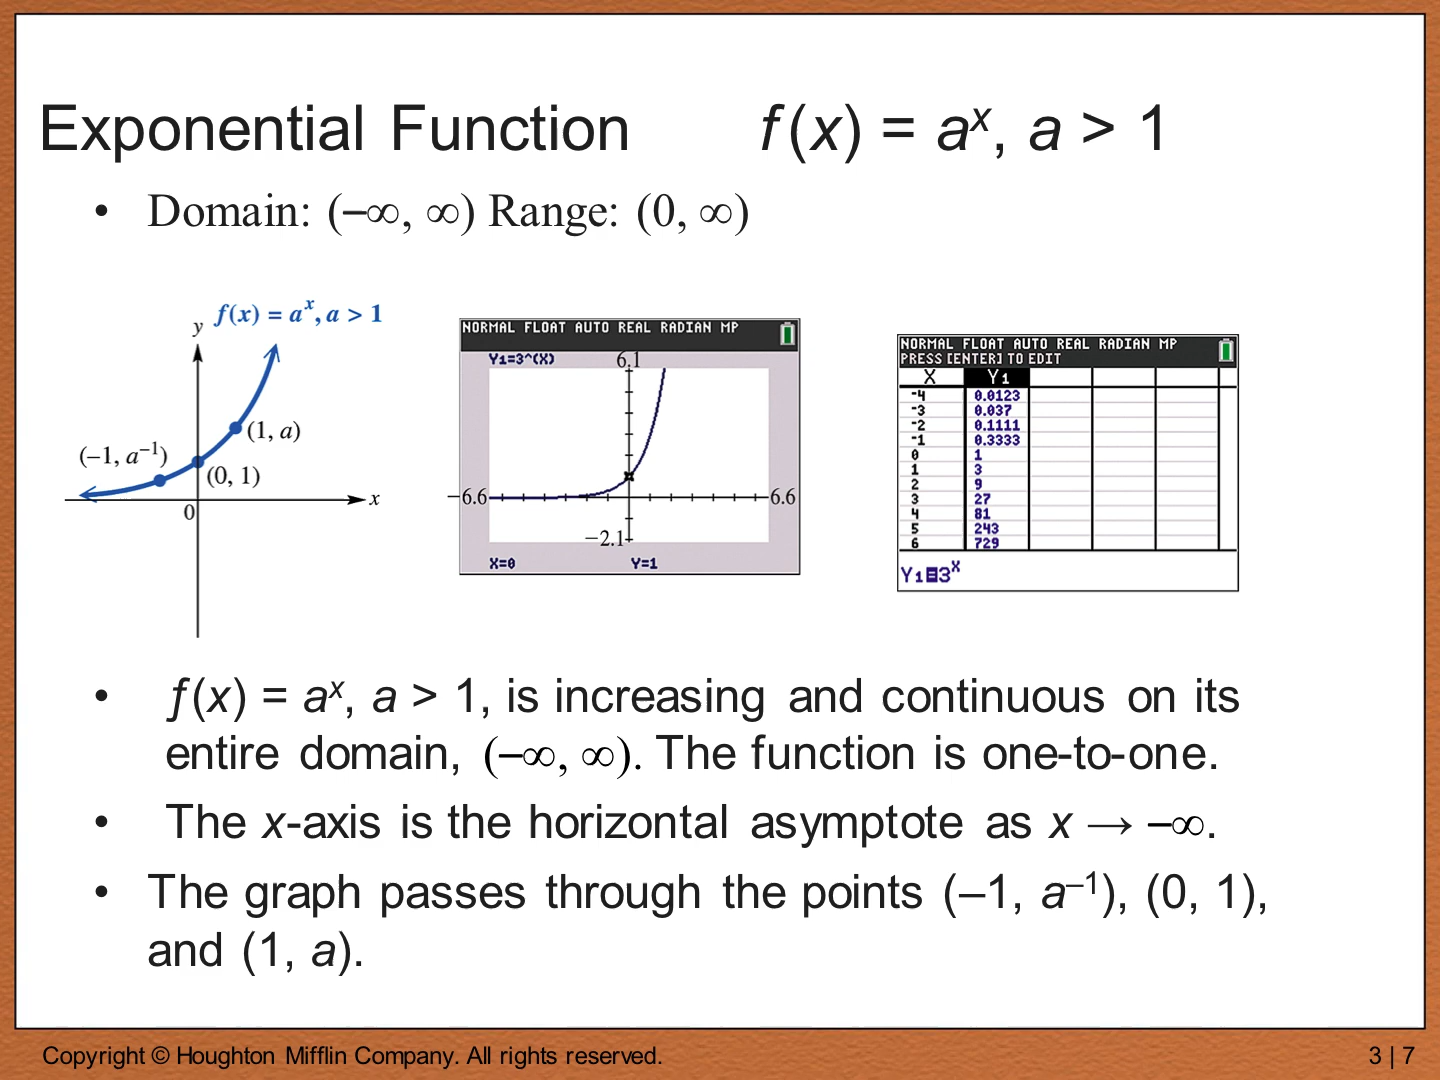 Exponential Function f (x) = aˣ, a > 1
• Domain: (–∞, ∞) Range: (0, ∞)
f(x) = aˣ, a > 1
y
(1, a)
(–1, a⁻¹)
(0, 1)
x
0
NORMAL FLOAT AUTO REAL RADIAN MP
Y1=3^(X)
6.1
−6.6
6.6
−2.1
X=0 Y=1
NORMAL FLOAT AUTO REAL RADIAN MP
PRESS [ENTER] TO EDIT
X Y1
-4 0.0123
-3 0.037
-2 0.1111
-1 0.3333
0 1
1 3
2 9
3 27
4 81
5 243
6 729
Y1=3ˣ
• f (x) = aˣ, a > 1, is increasing and continuous on its
entire domain, (–∞, ∞). The function is one-to-one.
• The x-axis is the horizontal asymptote as x → –∞.
• The graph passes through the points (–1, a⁻¹), (0, 1),
and (1, a).
Copyright © Houghton Mifflin Company. All rights reserved. 3 | 7